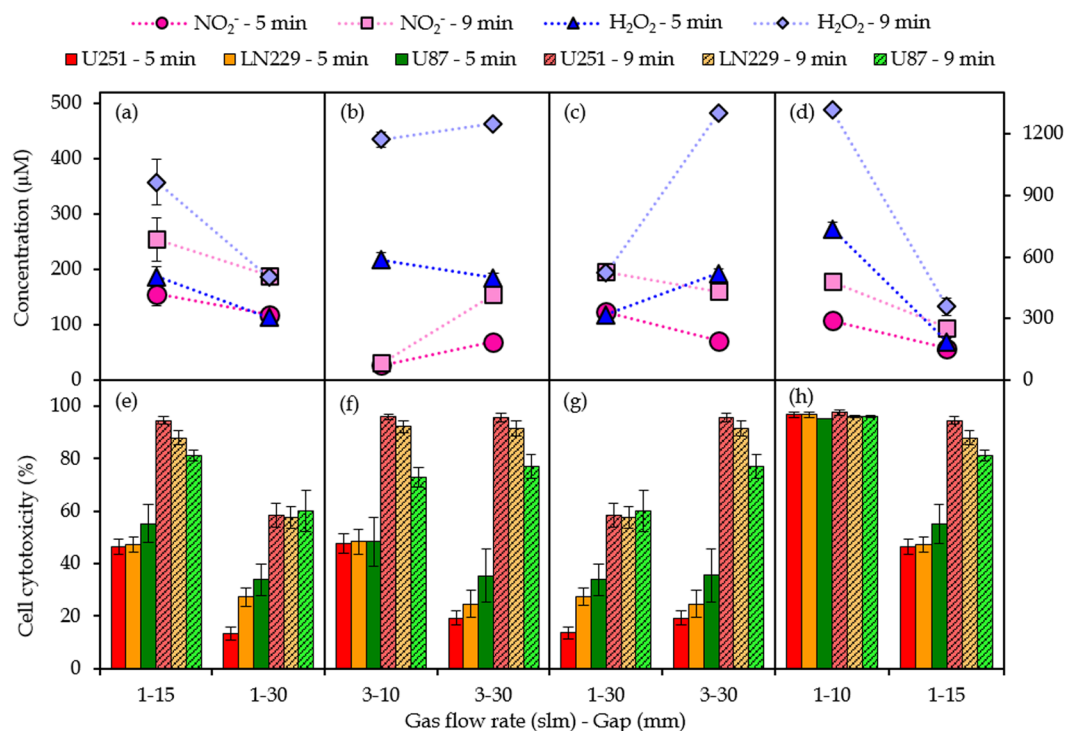 NO₂⁻ - 5 min NO₂⁻ - 9 min H₂O₂ - 5 min H₂O₂ - 9 min
U251 - 5 min LN229 - 5 min U87 - 5 min U251 - 9 min LN229 - 9 min U87 - 9 min
500 (a) (b) (c) (d)
1200
400
300 900
Concentration (µM)
200 600
100 300
0 0
100 (e) (f) (g) (h)
80
60
Cell cytotoxicity (%)
40
20
0
1-15 1-30 3-10 3-30 1-30 3-30 1-10 1-15
Gas flow rate (slm) - Gap (mm)